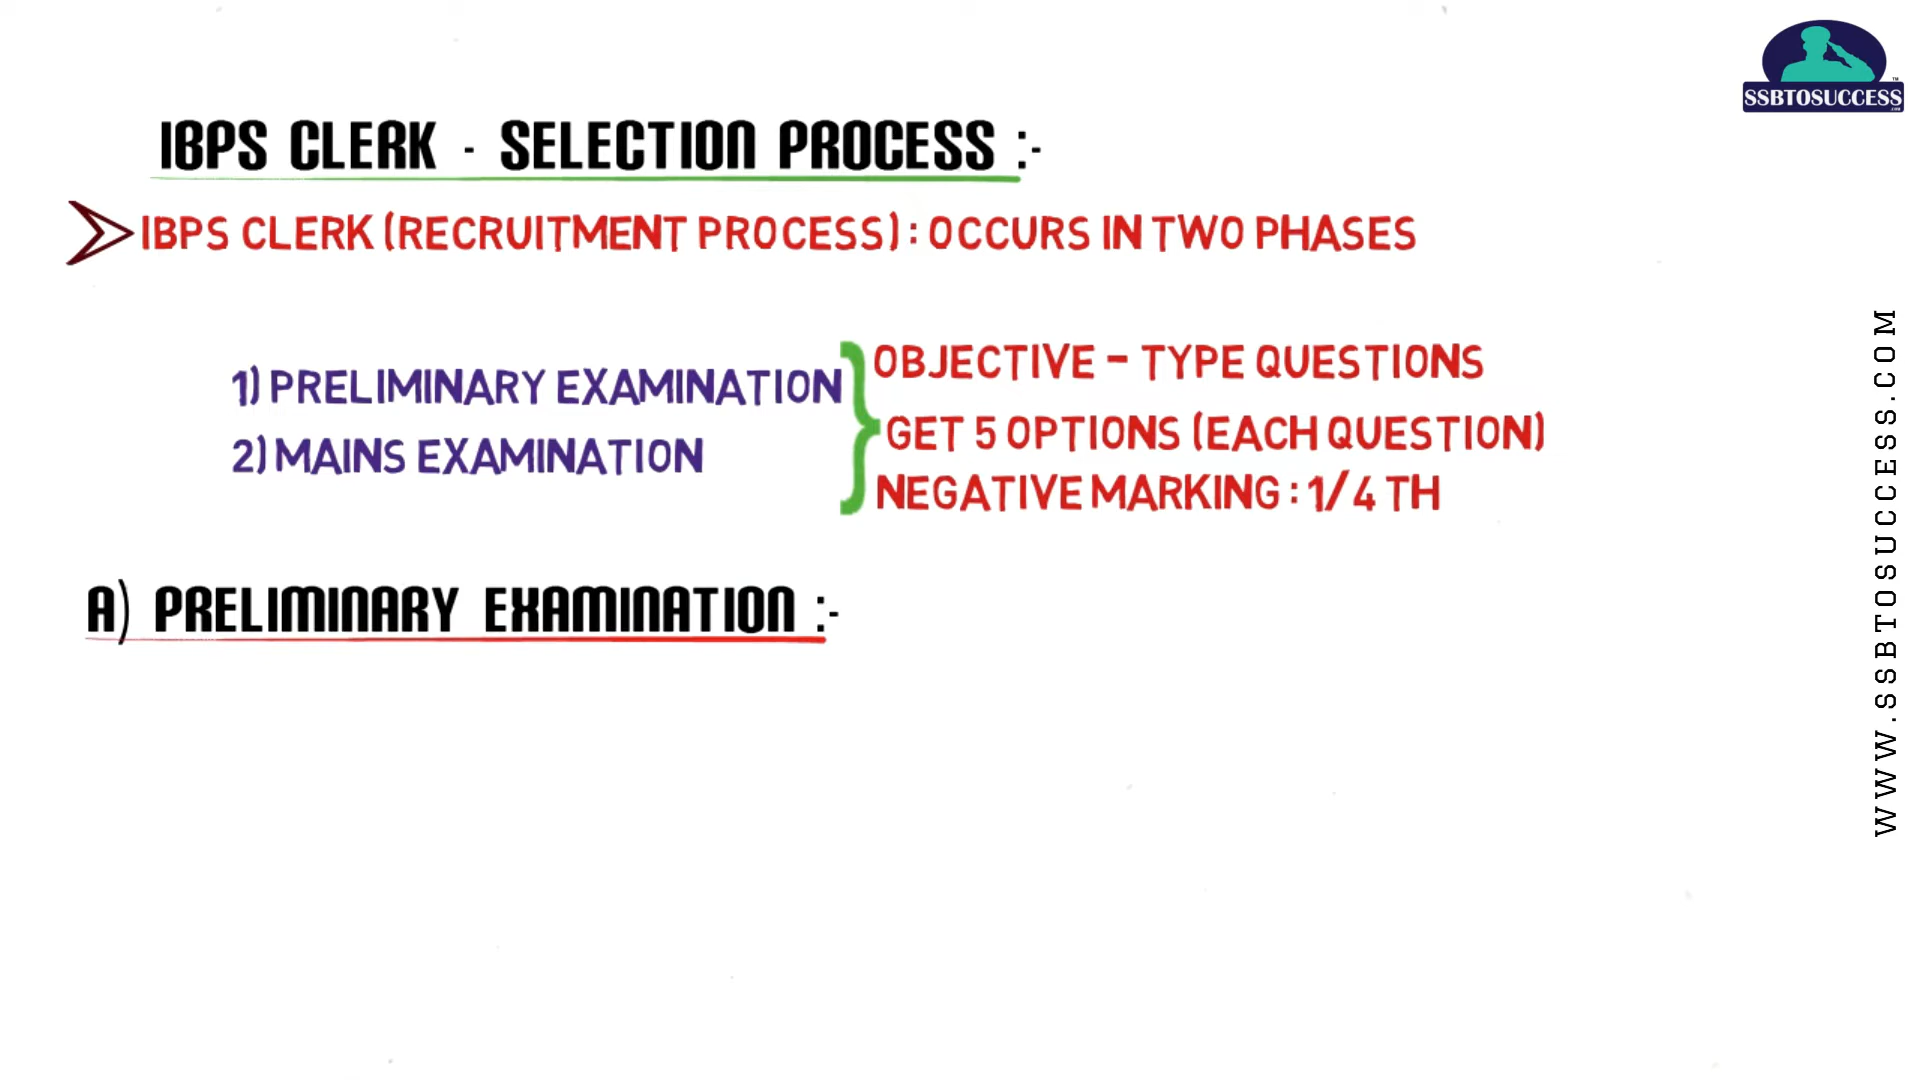 SSBTOSUCCESS
IBPS CLERK - SELECTION PROCESS :-
IBPS CLERK (RECRUITMENT PROCESS) : OCCURS IN TWO PHASES
1) PRELIMINARY EXAMINATION
2) MAINS EXAMINATION
OBJECTIVE - TYPE QUESTIONS
GET 5 OPTIONS (EACH QUESTION)
NEGATIVE MARKING : 1/4 TH
A) PRELIMINARY EXAMINATION :-
WWW.SSBTOSUCCESS.COM